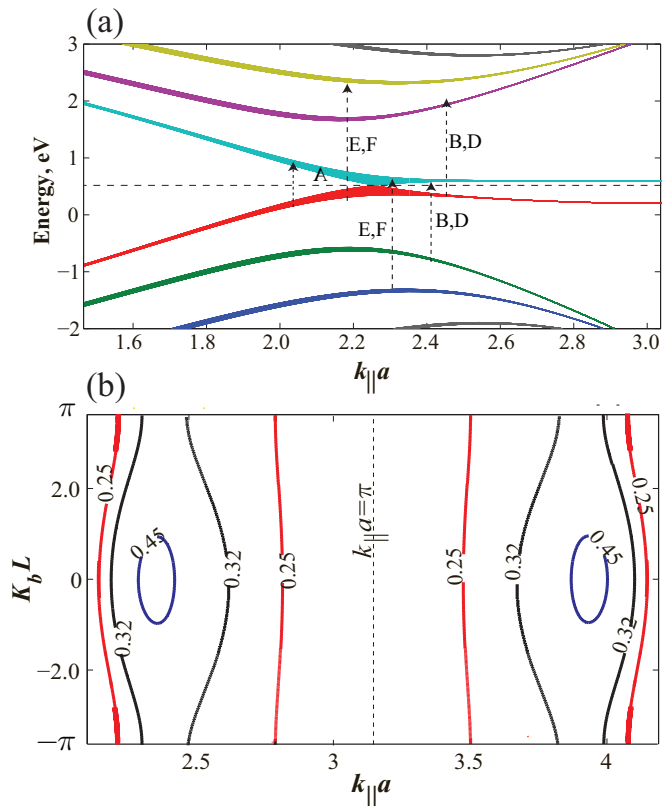 (a)
3
2
1
0
−1
−2
Energy, eV
E,F
A
B,D
E,F
B,D
1.6 1.8 2.0 2.2 2.4 2.6 2.8 3.0
k||a
(b)
π
2.0
0
−2.0
−π
K_b L
0.25
0.32
0.45
0.32
0.25
k||a=π
0.25
0.32
0.45
0.32
0.25
2.5 3 3.5 4
k||a